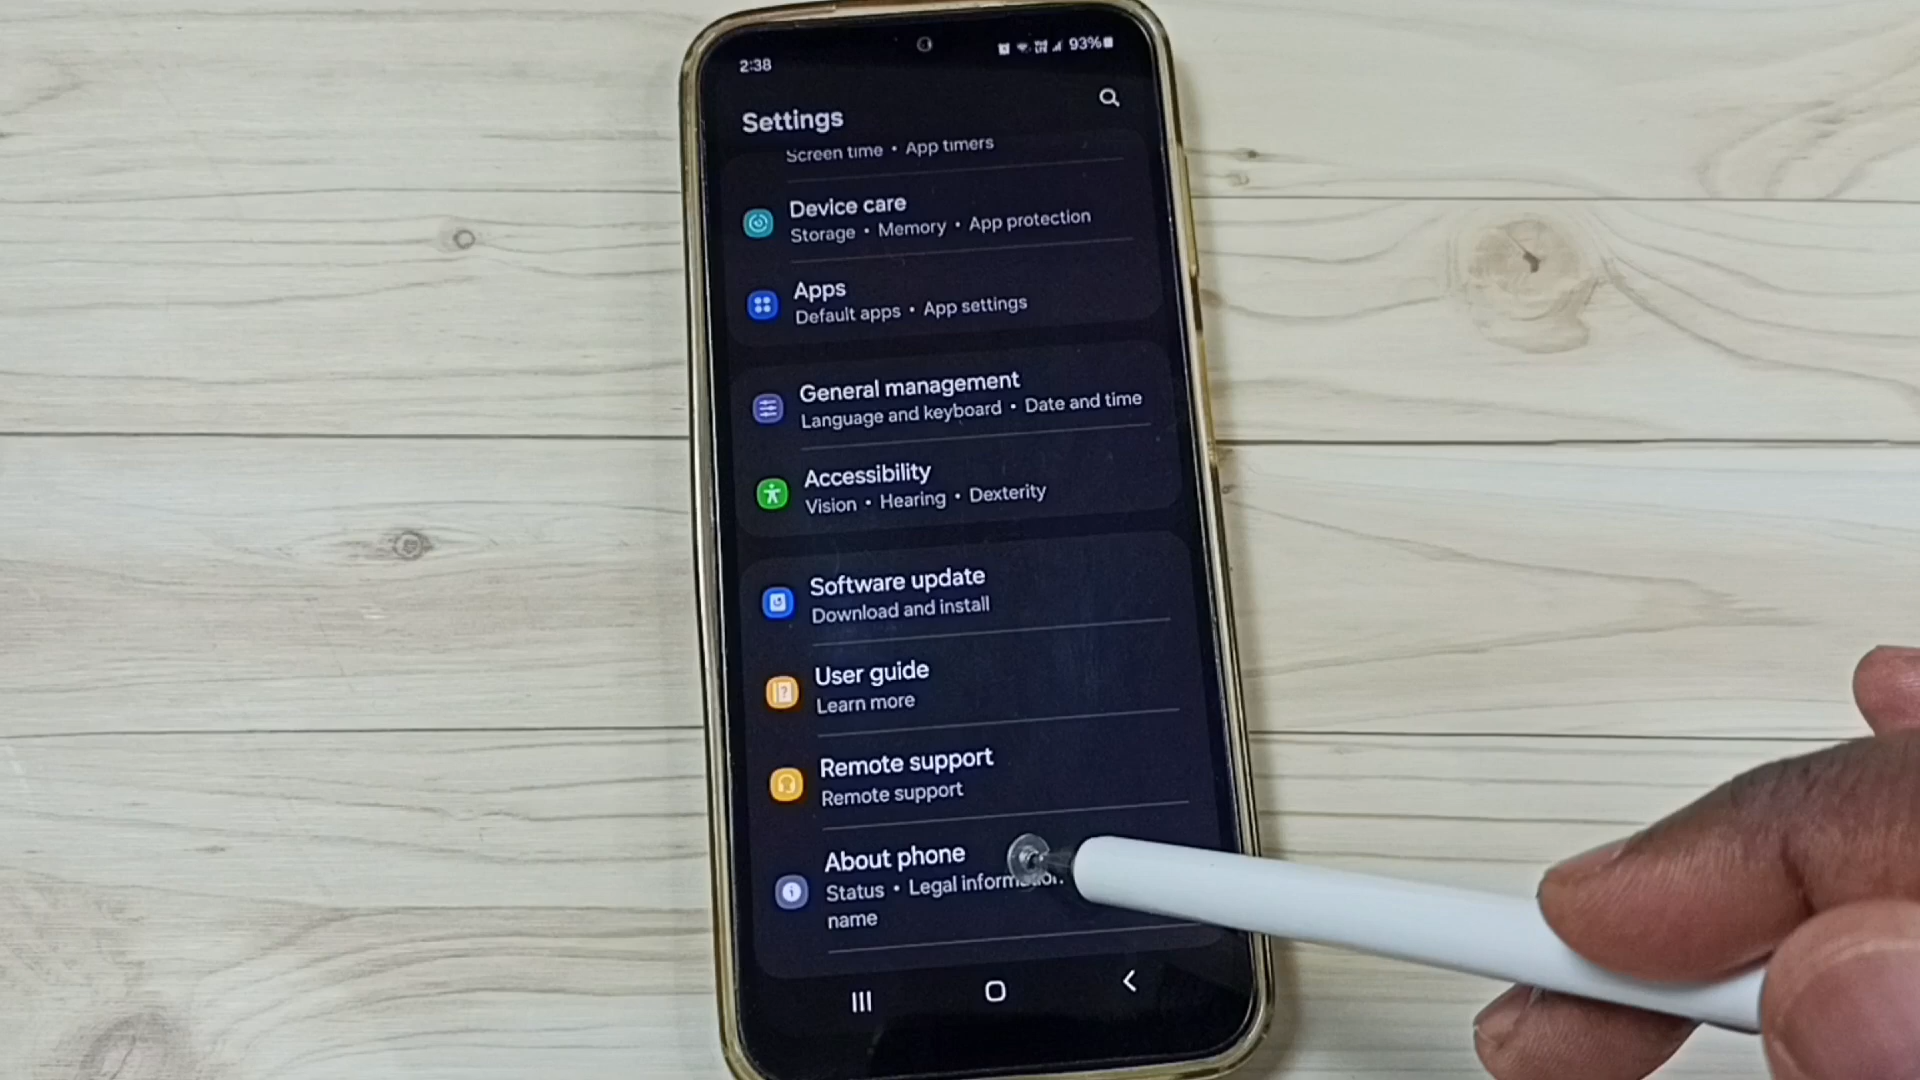 2:38
93%
Settings
Screen time • App timers
Device care
Storage • Memory • App protection
Apps
Default apps • App settings
General management
Language and keyboard • Date and time
Accessibility
Vision • Hearing • Dexterity
Software update
Download and install
User guide
Learn more
Remote support
Remote support
About phone
Status • Legal information
name